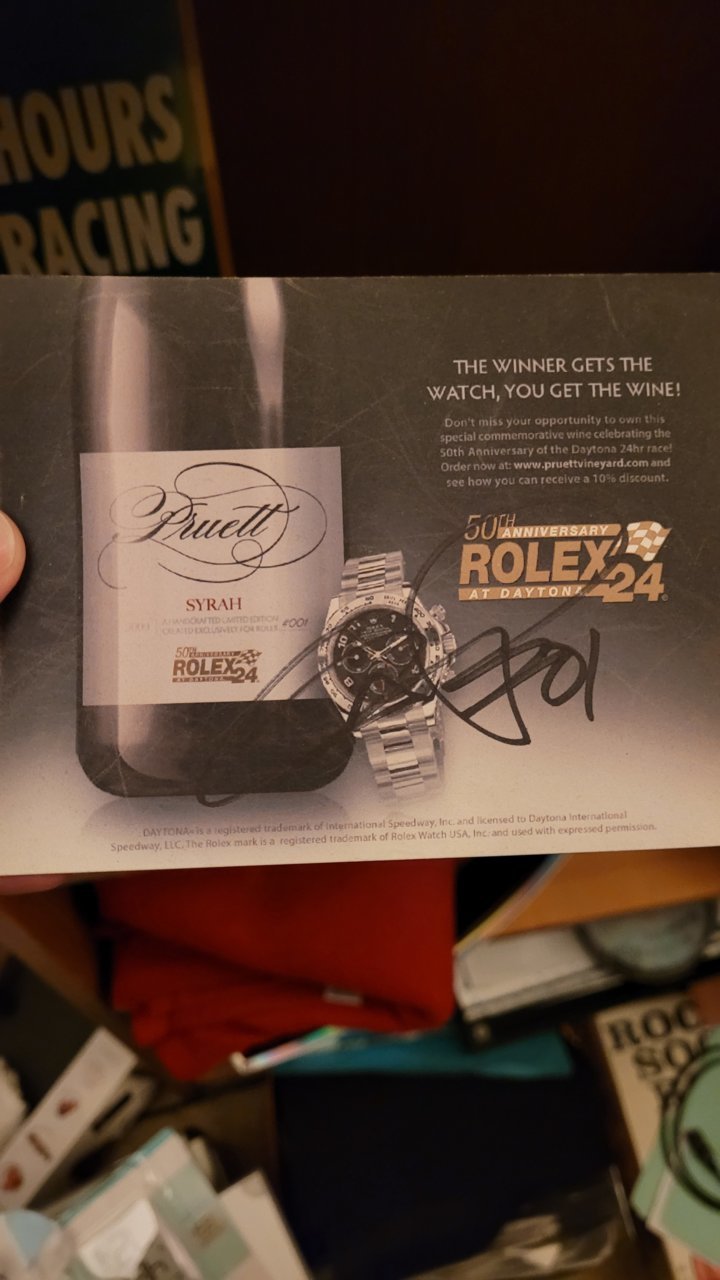 HOURS
RACING
THE WINNER GETS THE
WATCH, YOU GET THE WINE!
Don't miss your opportunity to own this
special commemorative wine celebrating the
50th Anniversary of the Daytona 24hr race!
Order now at: www.pruettvineyard.com and
see how you can receive a 10% discount.
50TH
ANNIVERSARY
ROLEX 24
AT DAYTONA
Pruett
SYRAH
A HANDCRAFTED LIMITED EDITION
CREATED EXCLUSIVELY FOR ROLEX
#001
50TH ANNIVERSARY
ROLEX 24
AT DAYTONA
01
DAYTONA® is a registered trademark of International Speedway, Inc. and licensed to Daytona International
Speedway, LLC, The Rolex mark is a registered trademark of Rolex Watch USA, Inc. and used with expressed permission.
ROC
SO